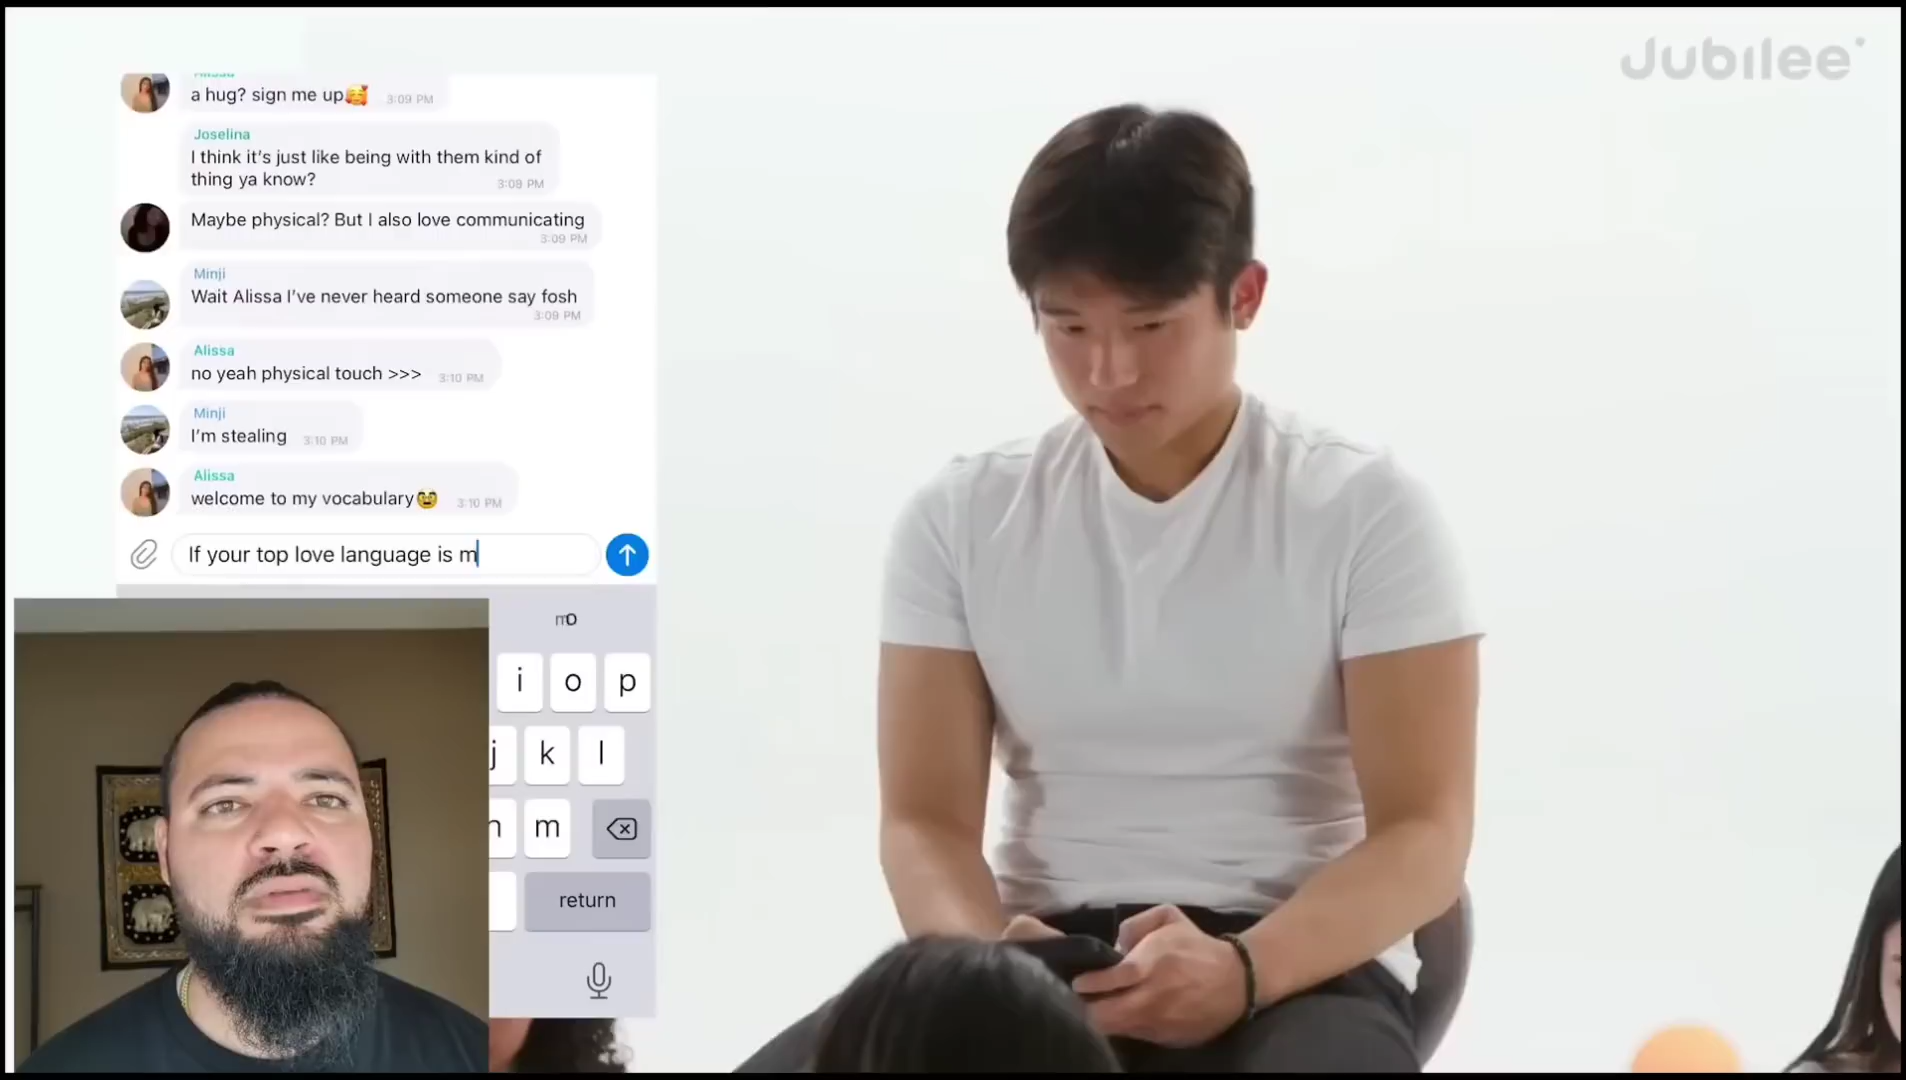 Jubilee
a hug? sign me up🥰 3:09 PM
Joselina
I think it's just like being with them kind of
thing ya know? 3:09 PM
Maybe physical? But I also love communicating
3:09 PM
Minji
Wait Alissa I've never heard someone say fosh
3:09 PM
Alissa
no yeah physical touch >>> 3:10 PM
Minji
I'm stealing 3:10 PM
Alissa
welcome to my vocabulary🥸 3:10 PM
If your top love language is m
i o p
j k l
n m
return